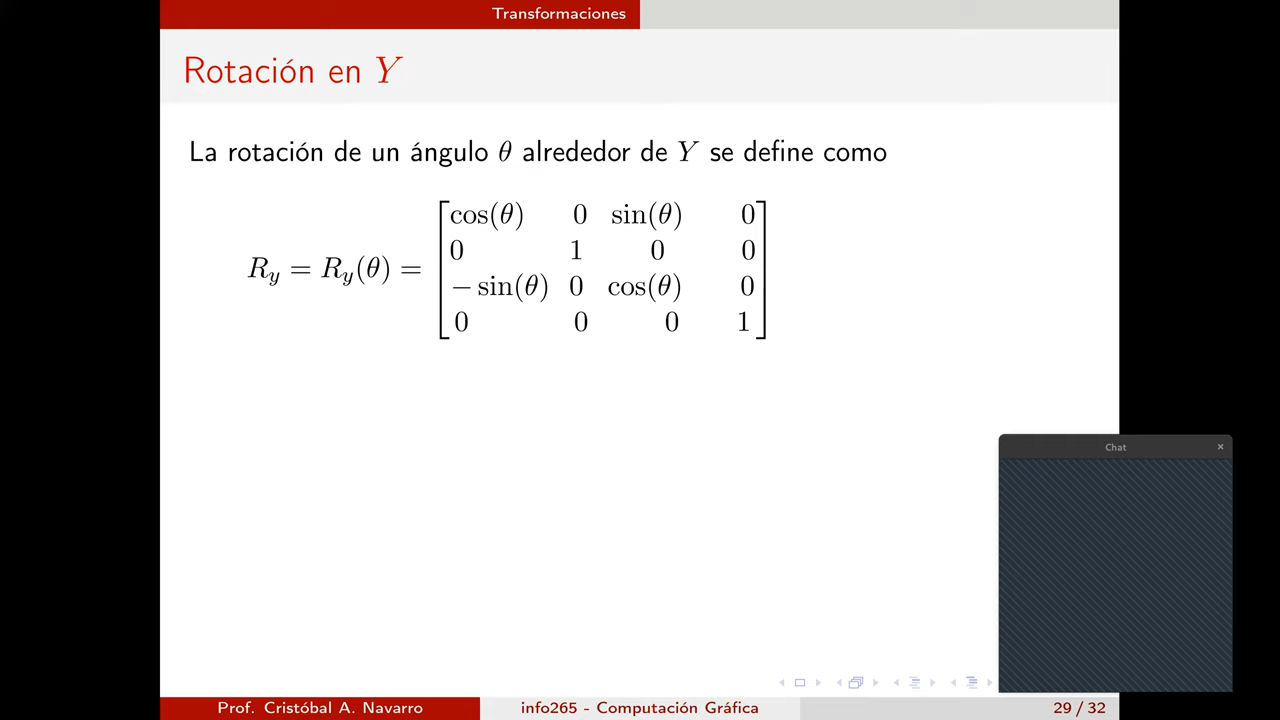 Transformaciones
Rotación en Y
La rotación de un ángulo θ alrededor de Y se define como
cos(θ) 0 sin(θ) 0
0 1 0 0
R_y = R_y(θ) =
− sin(θ) 0 cos(θ) 0
0 0 0 1
Chat ×
Prof. Cristóbal A. Navarro info265 - Computación Gráfica 29 / 32